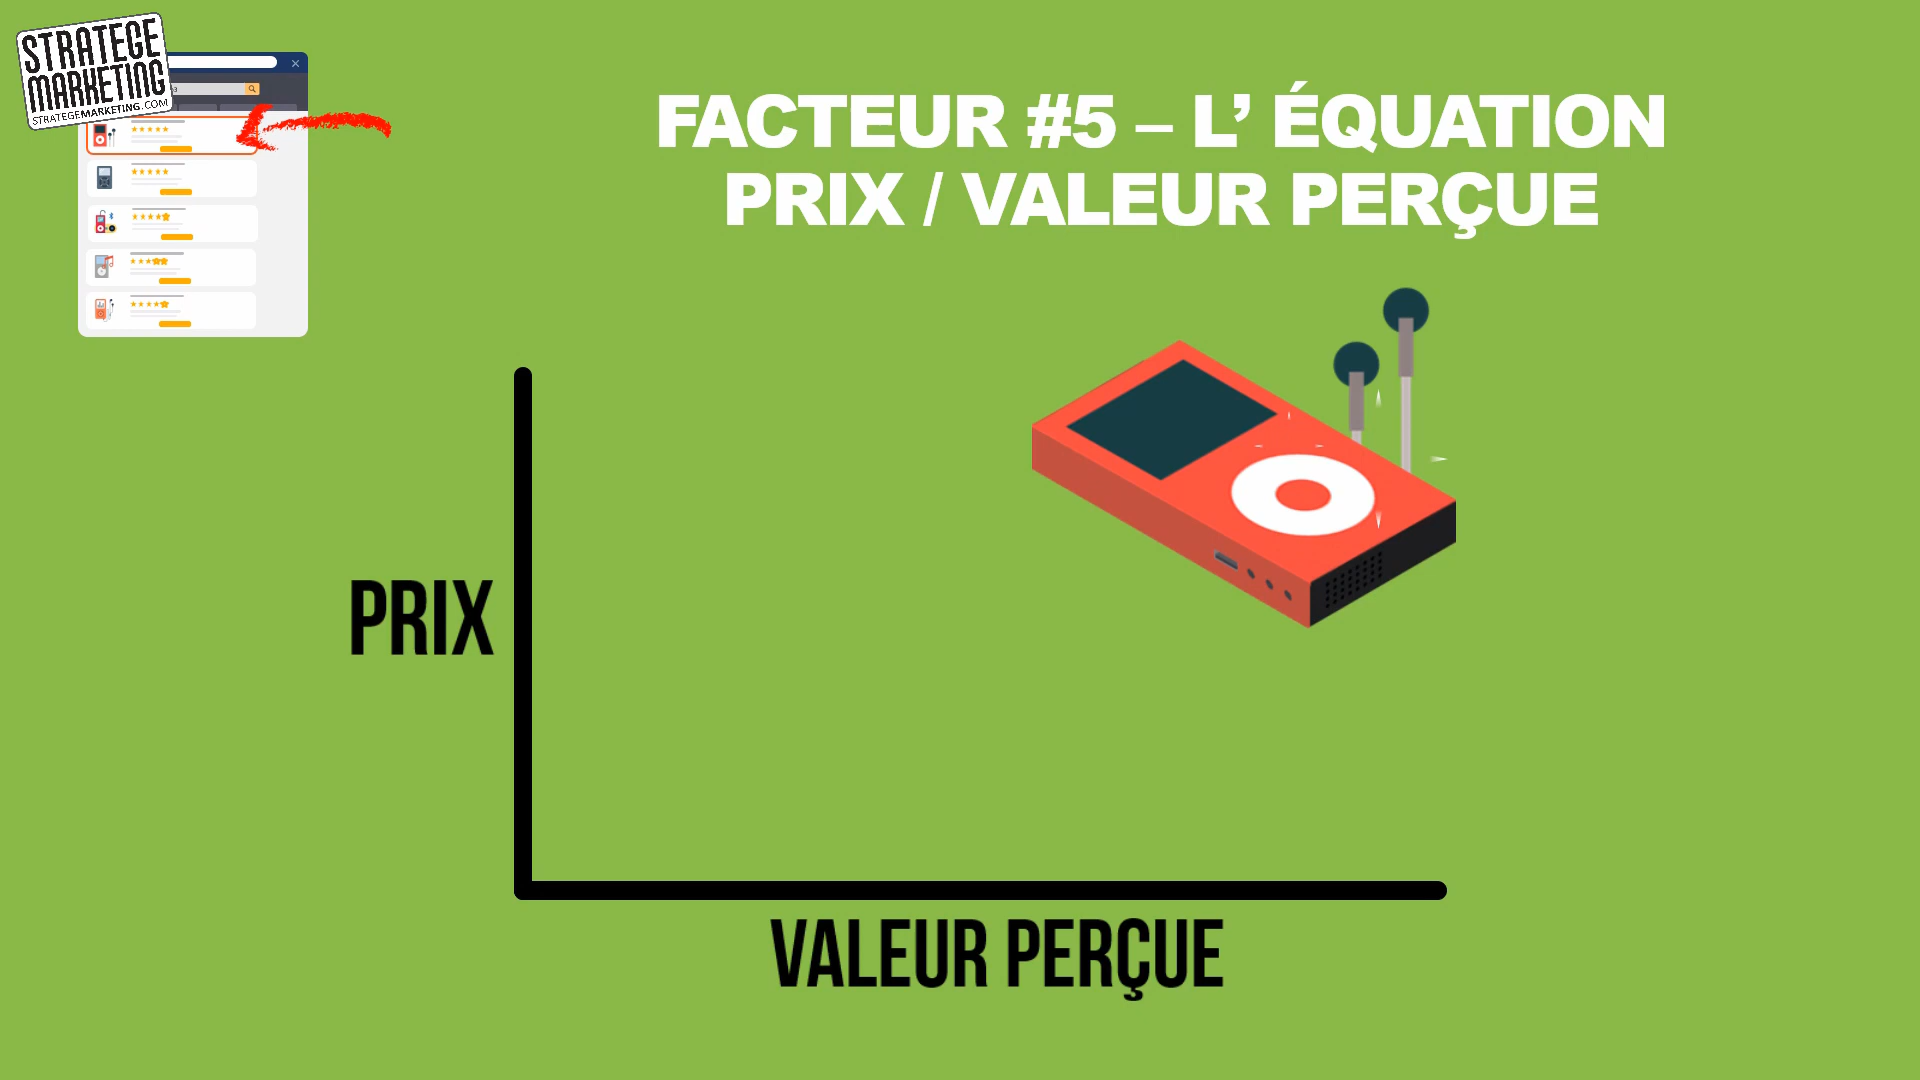 STRATEGE
MARKETING
STRATEGEMARKETING.COM
FACTEUR #5 – L’ ÉQUATION
PRIX / VALEUR PERÇUE
PRIX
VALEUR PERÇUE